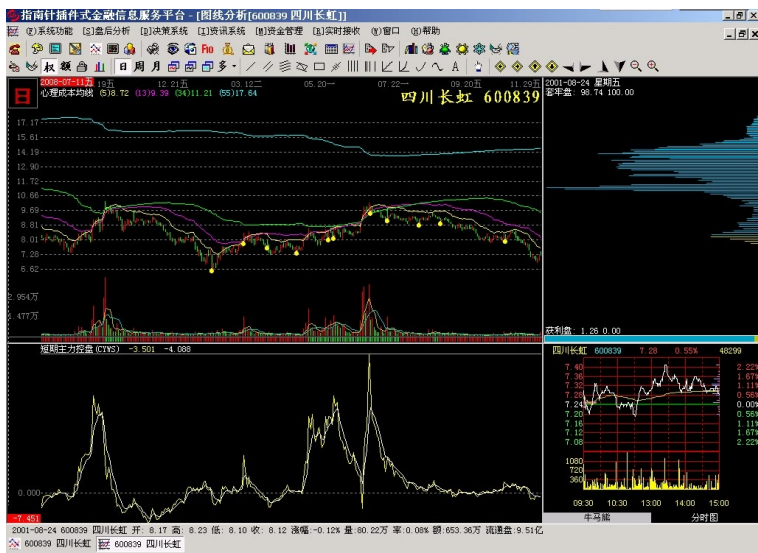 指南针插件式金融信息服务平台 - [图线分析[600839 四川长虹]]
(F)系统功能 [S]盘后分析 [D]决策系统 [I]资讯系统 [M]资金管理 [R]实时接收 (W)窗口 (H)帮助
F10
权 额 日 周 月 多 A
2008-07-11五 19五 12.21五 03.12二 05.20一 07.22一 09.20五 11.29五
日
心理成本均线 (5)8.72 (13)9.39 (34)11.21 (55)17.64
四川长虹 600839
17.17
15.61
14.19
12.90
11.72
10.66
9.69
8.81
8.01
7.28
6.62
2.954万
1.477万
2001-08-24 星期五
套牢盘: 98.74 100.00
获利盘: 1.26 0.00
短期主力控盘(CYWS) -3.501 -4.088
0.000
-7.451
四川长虹 600839 7.28 0.55% 48299
7.40 2.22%
7.36 1.67%
7.32 1.11%
7.28 0.56%
7.24 0.00%
7.20 0.56%
7.16 1.11%
7.12 1.67%
7.08 2.22%
1080
720
360
09:30 10:30 13:00 14:00 15:00
牛马熊 分时图
2001-08-24 600839 四川长虹 开: 8.17 高: 8.23 低: 8.10 收: 8.12 涨幅:-0.12% 量:80.22万 率:0.08% 额:653.36万 流通盘:9.51亿
600839 四川长虹 600839 四川长虹